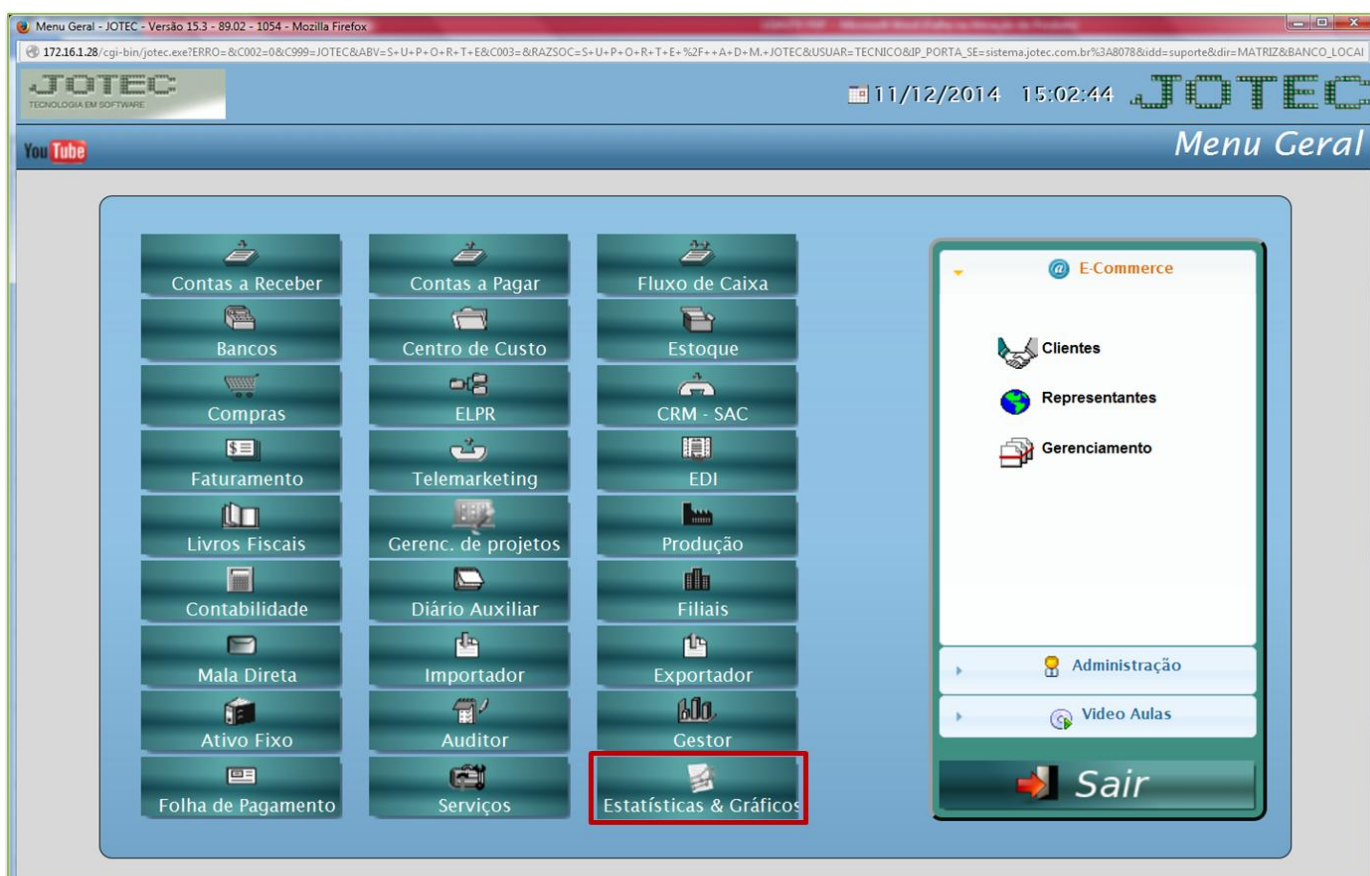 Menu Geral - JOTEC - Versão 15.3 - 89.02 - 1054 - Mozilla Firefox
172.16.1.28/cgi-bin/jotec.exe?ERRO=&C002=0&C999=JOTEC&ABV=S+U+P+O+R+T+E&C003=&RAZSOC=S+U+P+O+R+T+E+%2F++A+D+M.+JOTEC&USUAR=TECNICO&IP_PORTA_SE=sistema.jotec.com.br%3A8078&idd=suporte&dir=MATRIZ&BANCO_LOCAl
JOTEC
TECNOLOGIA EM SOFTWARE
11/12/2014 15:02:44 JOTEC
YouTube
Menu Geral
Contas a Receber Contas a Pagar Fluxo de Caixa
Bancos Centro de Custo Estoque
Compras ELPR CRM - SAC
Faturamento Telemarketing EDI
Livros Fiscais Gerenc. de projetos Produção
Contabilidade Diário Auxiliar Filiais
Mala Direta Importador Exportador
Ativo Fixo Auditor Gestor
Folha de Pagamento Serviços Estatísticas & Gráficos
E-Commerce
Clientes
Representantes
Gerenciamento
Administração
Video Aulas
Sair